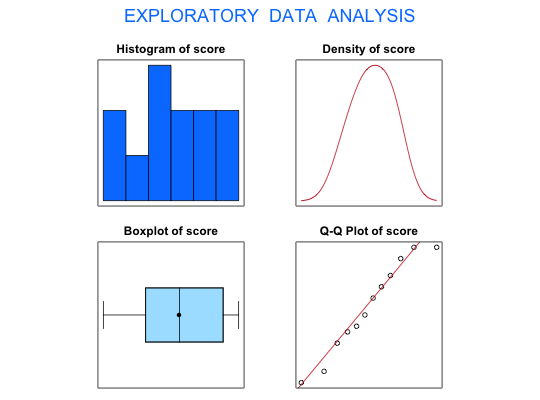 EXPLORATORY DATA ANALYSIS
Histogram of score
Density of score
Boxplot of score
Q-Q Plot of score